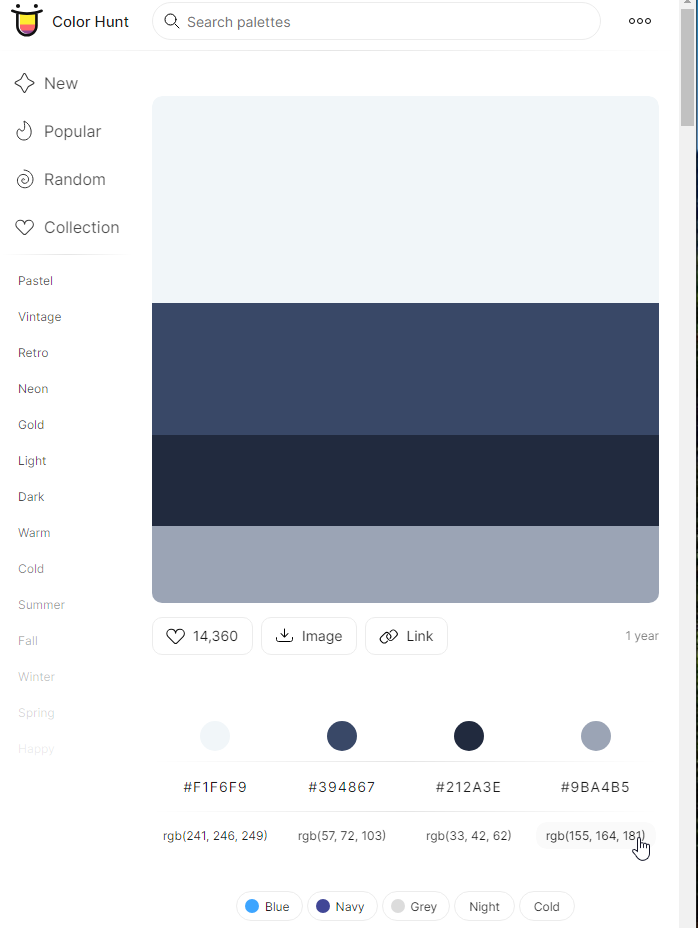 Color Hunt
Search palettes
New
Popular
Random
Collection
Pastel
Vintage
Retro
Neon
Gold
Light
Dark
Warm
Cold
Summer
Fall
Winter
Spring
Happy
14,360
Image
Link
1 year
#F1F6F9 #394867 #212A3E #9BA4B5
rgb(241, 246, 249) rgb(57, 72, 103) rgb(33, 42, 62) rgb(155, 164, 181)
Blue Navy Grey Night Cold